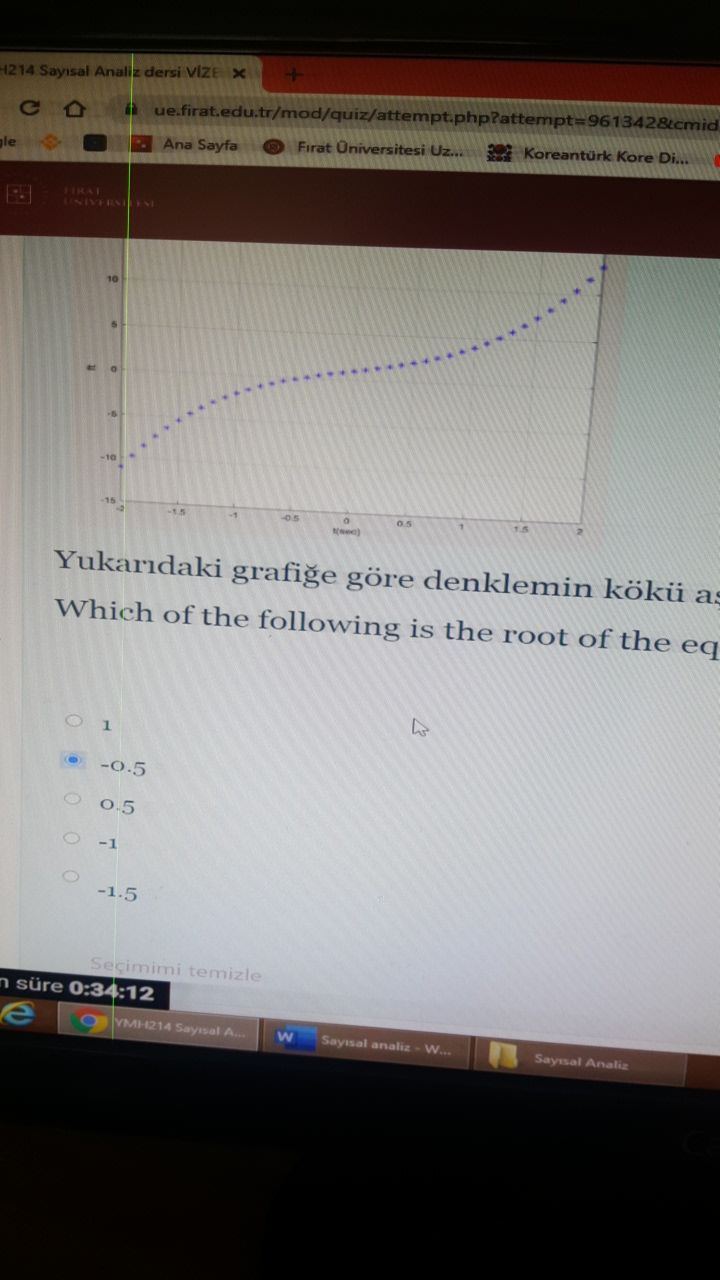 H214 Sayısal Analiz dersi VİZE
ue.firat.edu.tr/mod/quiz/attempt.php?attempt=961342&cmid
gle Ana Sayfa Fırat Üniversitesi Uz... Koreantürk Kore Di...
FIRAT
ÜNİVERSİTESİ
10
5
0
-5
-10
-15
-2 -1.5 -1 -0.5 0 0.5 1 1.5 2
t(sec)
Yukarıdaki grafiğe göre denklemin kökü aş
Which of the following is the root of the eq
1
-0.5
0.5
-1
-1.5
Seçimimi temizle
n süre 0:34:12
YMH214 Sayısal A... Sayısal analiz - W... Sayısal Analiz